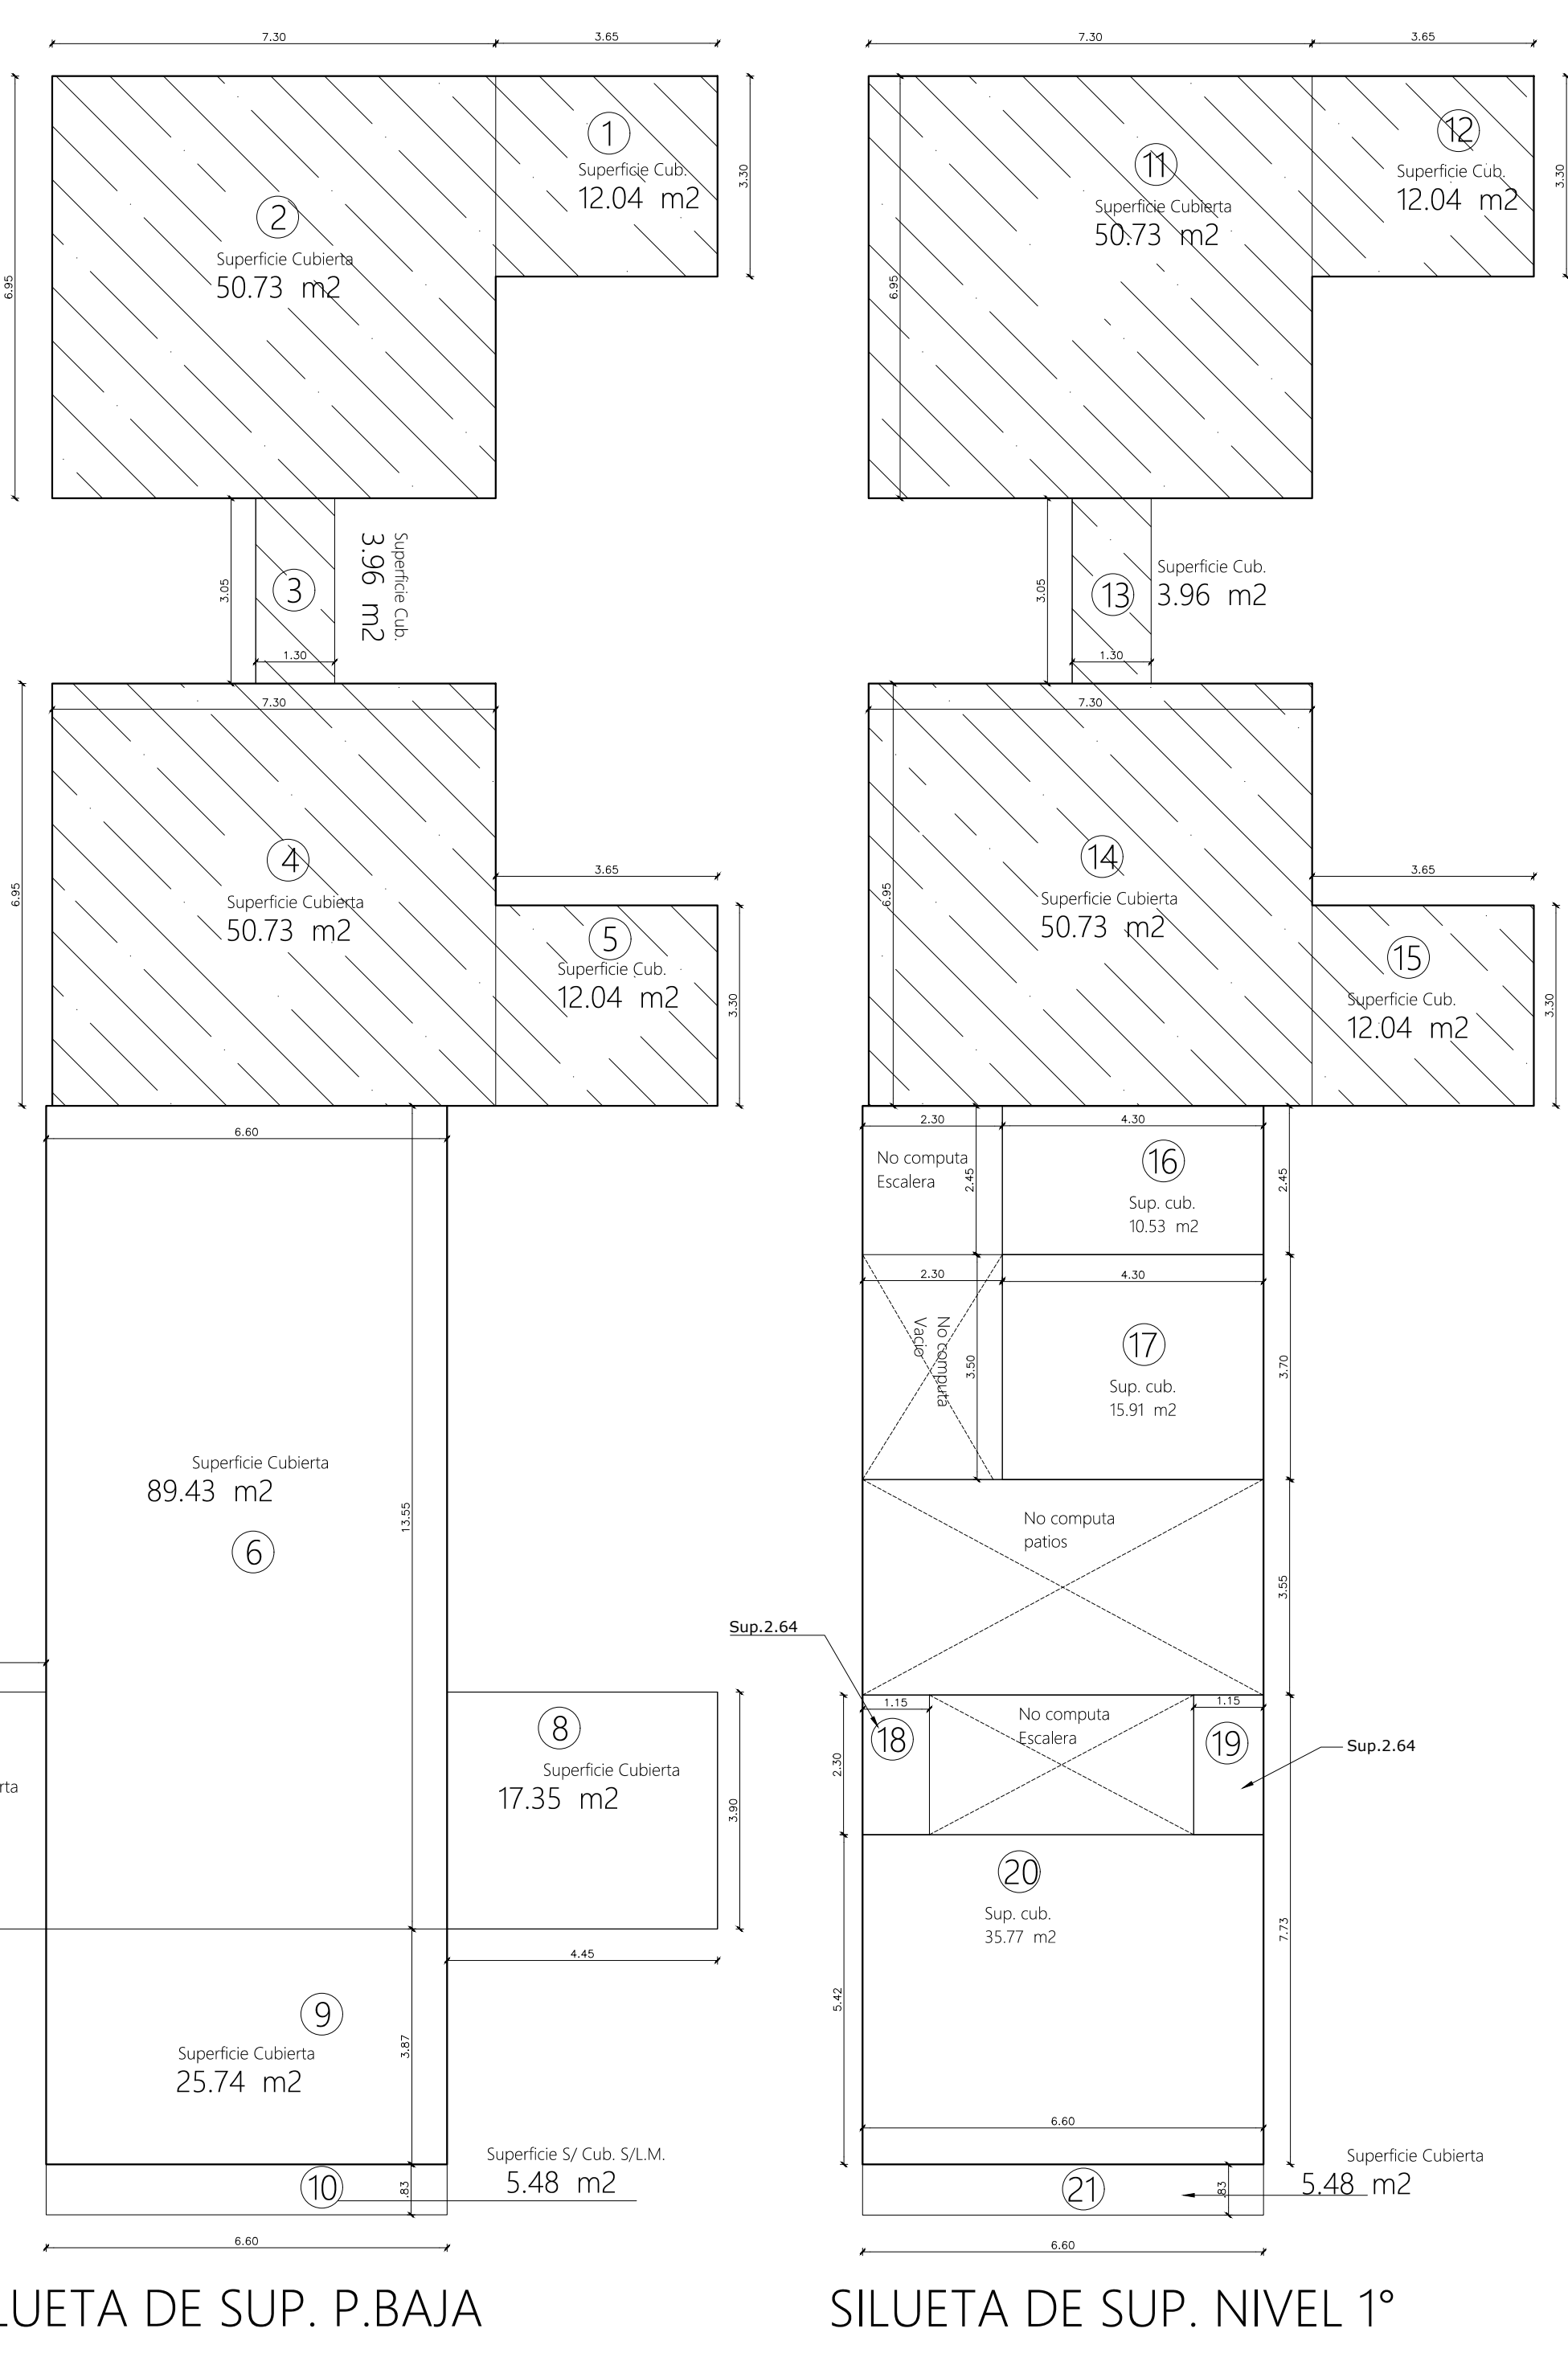 7.30
3.65
6.95
3.30
1
Superficie Cub.
12.04 m2
2
Superficie Cubierta
50.73 m2
3.05
3
Superficie Cub.
3.96 m2
1.30
7.30
6.95
4
Superficie Cubierta
50.73 m2
3.65
5
Superficie Cub.
12.04 m2
3.30
6.60
13.55
Superficie Cubierta
89.43 m2
6
8
Superficie Cubierta
17.35 m2
3.90
4.45
rta
9
Superficie Cubierta
25.74 m2
3.87
10
Superficie S/ Cub. S/L.M.
5.48 m2
.83
6.60
LUETA DE SUP. P.BAJA
7.30
3.65
6.95
3.30
11
Superficie Cubierta
50.73 m2
12
Superficie Cub.
12.04 m2
3.05
13
Superficie Cub.
3.96 m2
1.30
7.30
6.95
14
Superficie Cubierta
50.73 m2
3.65
15
Superficie Cub.
12.04 m2
3.30
2.30
4.30
No computa
Escalera
2.45
16
Sup. cub.
10.53 m2
2.45
2.30
4.30
No computa
Vacio
3.50
17
Sup. cub.
15.91 m2
3.70
No computa
patios
3.55
Sup.2.64
1.15
18
No computa
Escalera
1.15
19
Sup.2.64
2.30
20
Sup. cub.
35.77 m2
5.42
7.73
6.60
21
.83
Superficie Cubierta
5.48 m2
6.60
SILUETA DE SUP. NIVEL 1°